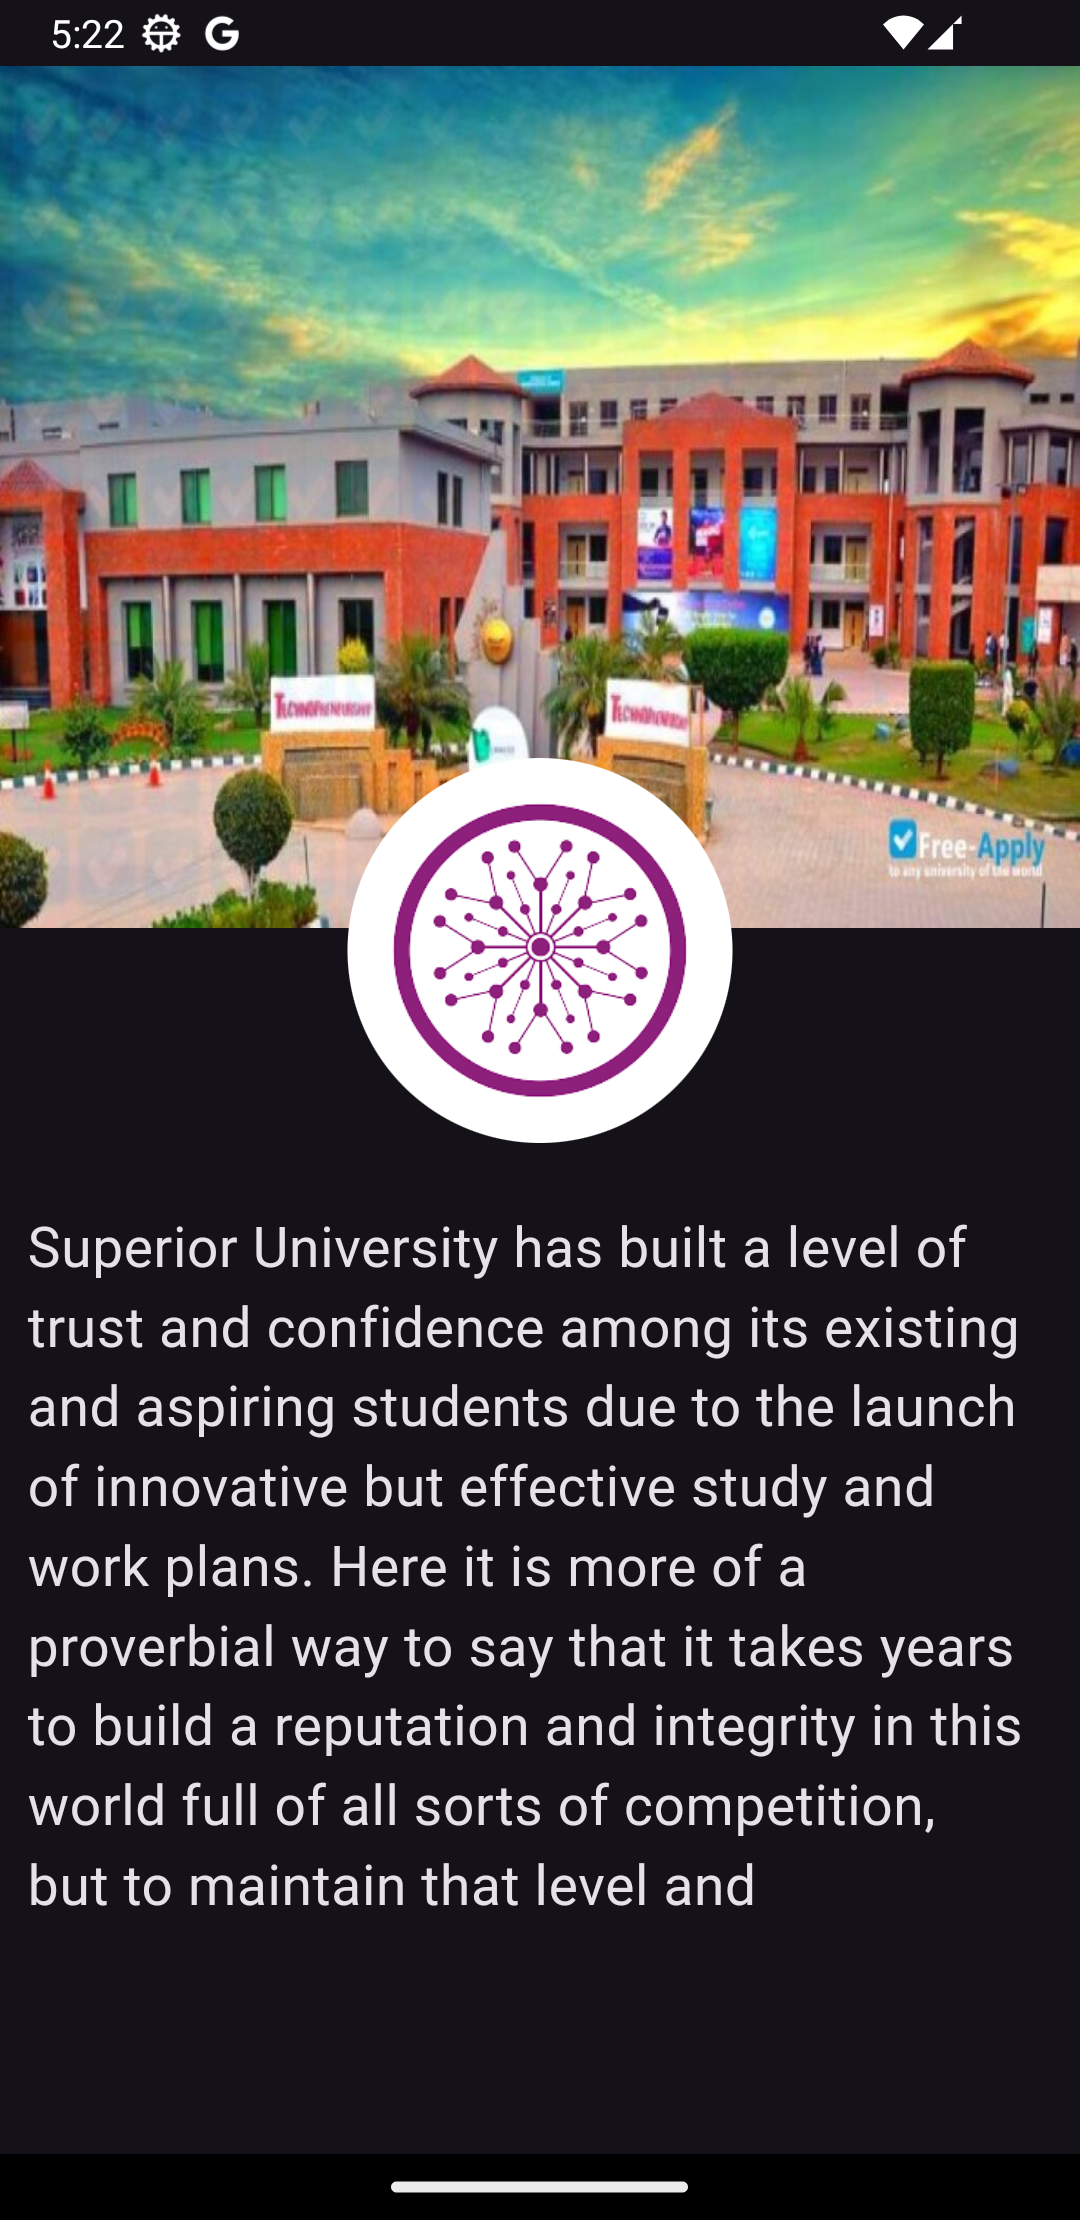 5:22
TECHNOPRENEURSHIP
TECHNOPRENEURSHIP
Free-Apply
to any university of the world
Superior University has built a level of
trust and confidence among its existing
and aspiring students due to the launch
of innovative but effective study and
work plans. Here it is more of a
proverbial way to say that it takes years
to build a reputation and integrity in this
world full of all sorts of competition,
but to maintain that level and